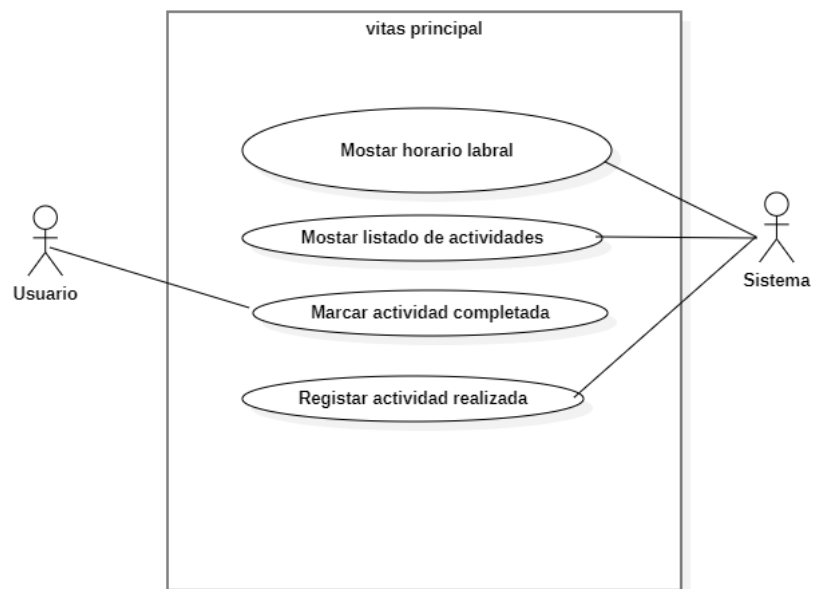 vitas principal
Mostar horario labral
Mostar listado de actividades
Usuario
Sistema
Marcar actividad completada
Registar actividad realizada